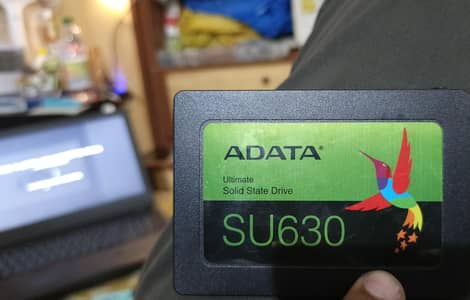 ADATA
Ultimate
Solid State Drive
SU630